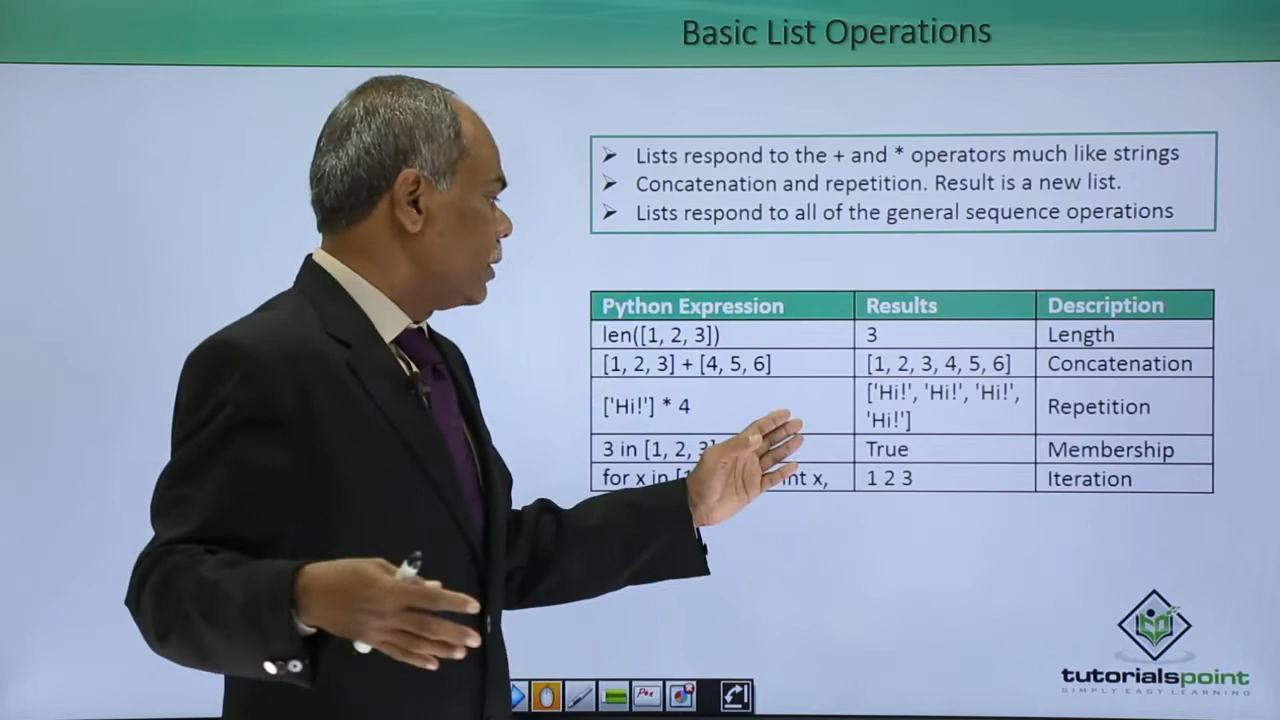 Basic List Operations
➢ Lists respond to the + and * operators much like strings
➢ Concatenation and repetition. Result is a new list.
➢ Lists respond to all of the general sequence operations
Python Expression Results Description
len([1, 2, 3]) 3 Length
[1, 2, 3] + [4, 5, 6] [1, 2, 3, 4, 5, 6] Concatenation
['Hi!'] * 4 ['Hi!', 'Hi!', 'Hi!', 'Hi!'] Repetition
3 in [1, 2, 3] True Membership
for x in [1 nt x, 1 2 3 Iteration
tutorialspoint
SIMPLY EASY LEARNING